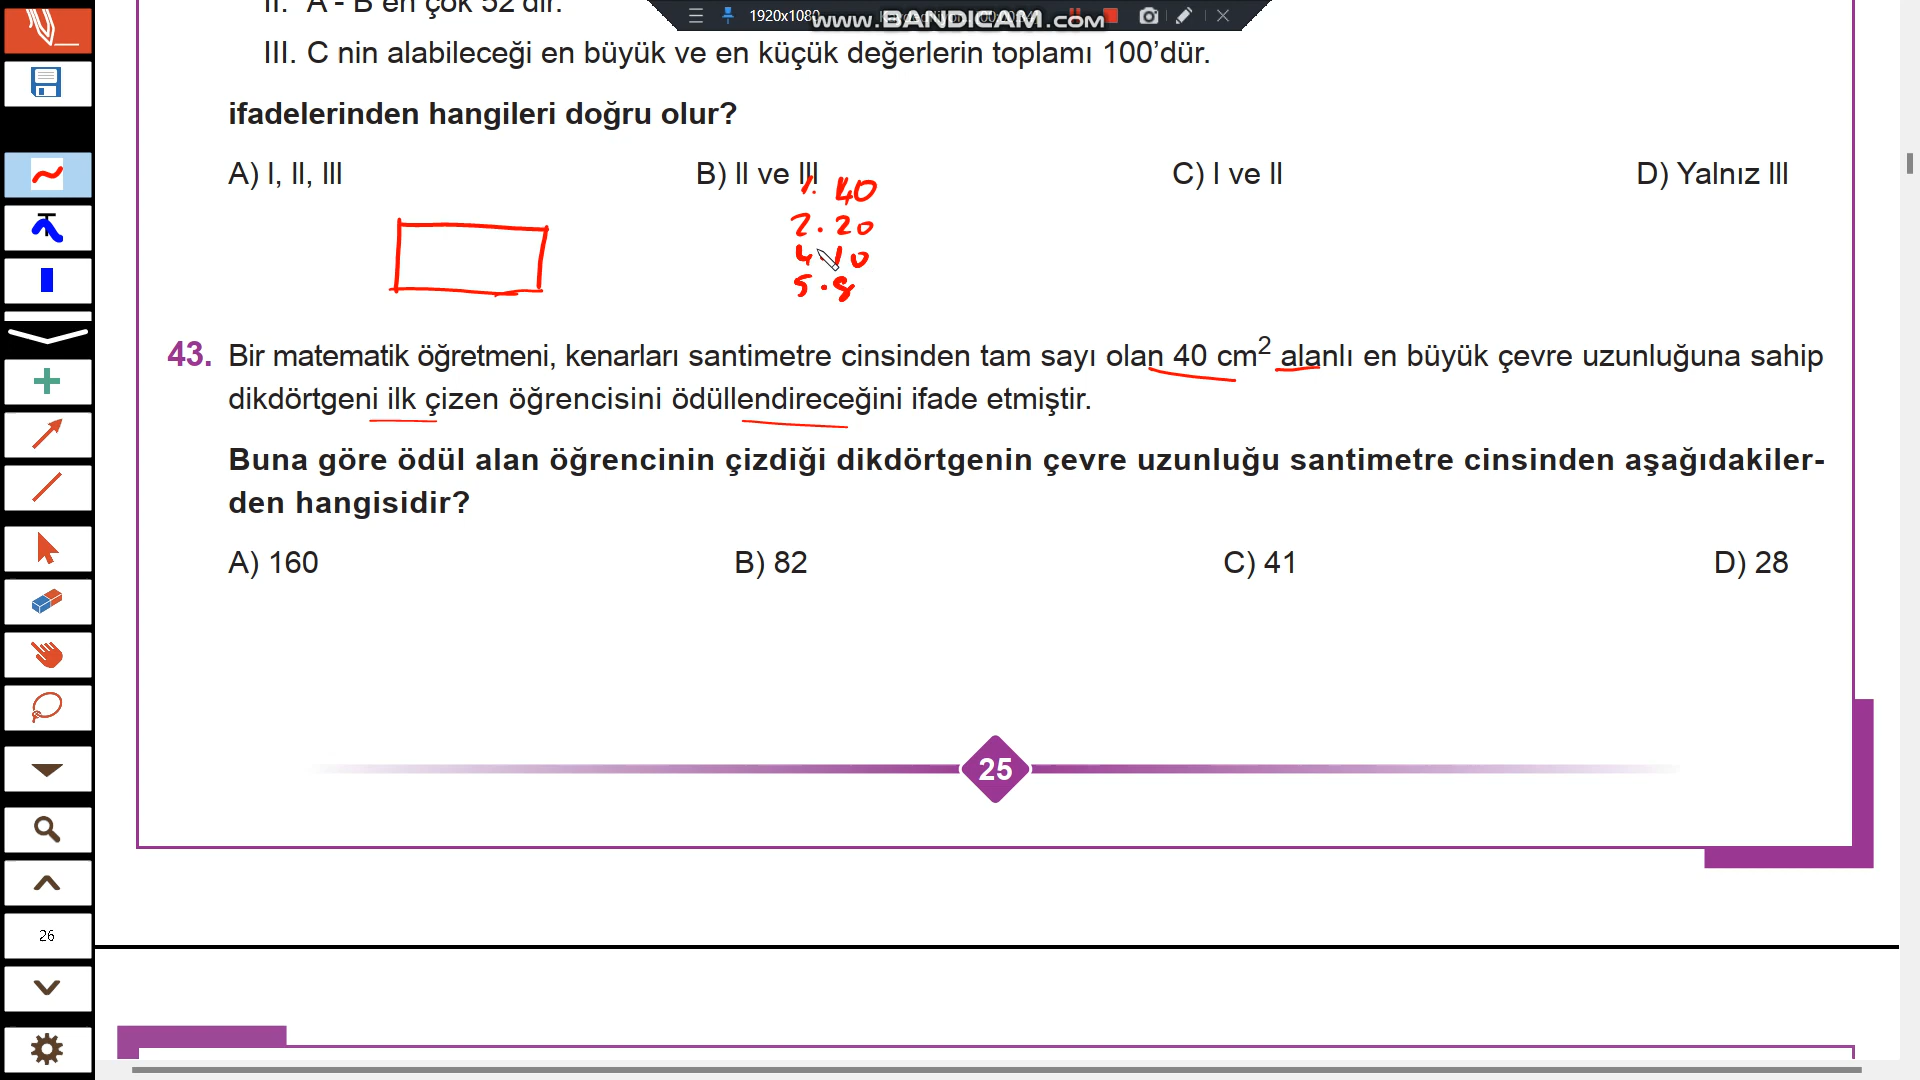 II. A - B en çok 52'dir.
1920x1080
www.BANDICAM.com
III. C nin alabileceği en büyük ve en küçük değerlerin toplamı 100’dür.
ifadelerinden hangileri doğru olur?
A) I, II, III
B) II ve III
C) I ve II
D) Yalnız III
1. 40
2. 20
4. 10
5. 8
43. Bir matematik öğretmeni, kenarları santimetre cinsinden tam sayı olan 40 cm² alanlı en büyük çevre uzunluğuna sahip
dikdörtgeni ilk çizen öğrencisini ödüllendireceğini ifade etmiştir.
Buna göre ödül alan öğrencinin çizdiği dikdörtgenin çevre uzunluğu santimetre cinsinden aşağıdakiler-
den hangisidir?
A) 160
B) 82
C) 41
D) 28
25
26